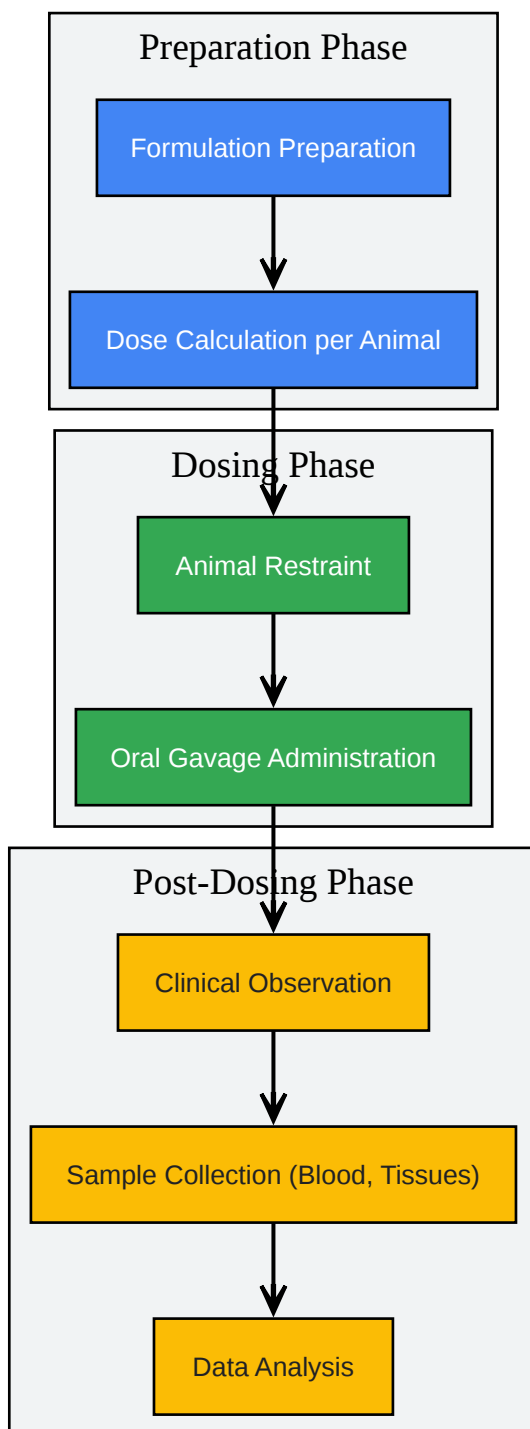 Preparation Phase
Formulation Preparation
Dose Calculation per Animal
Dosing Phase
Animal Restraint
Oral Gavage Administration
Post-Dosing Phase
Clinical Observation
Sample Collection (Blood, Tissues)
Data Analysis